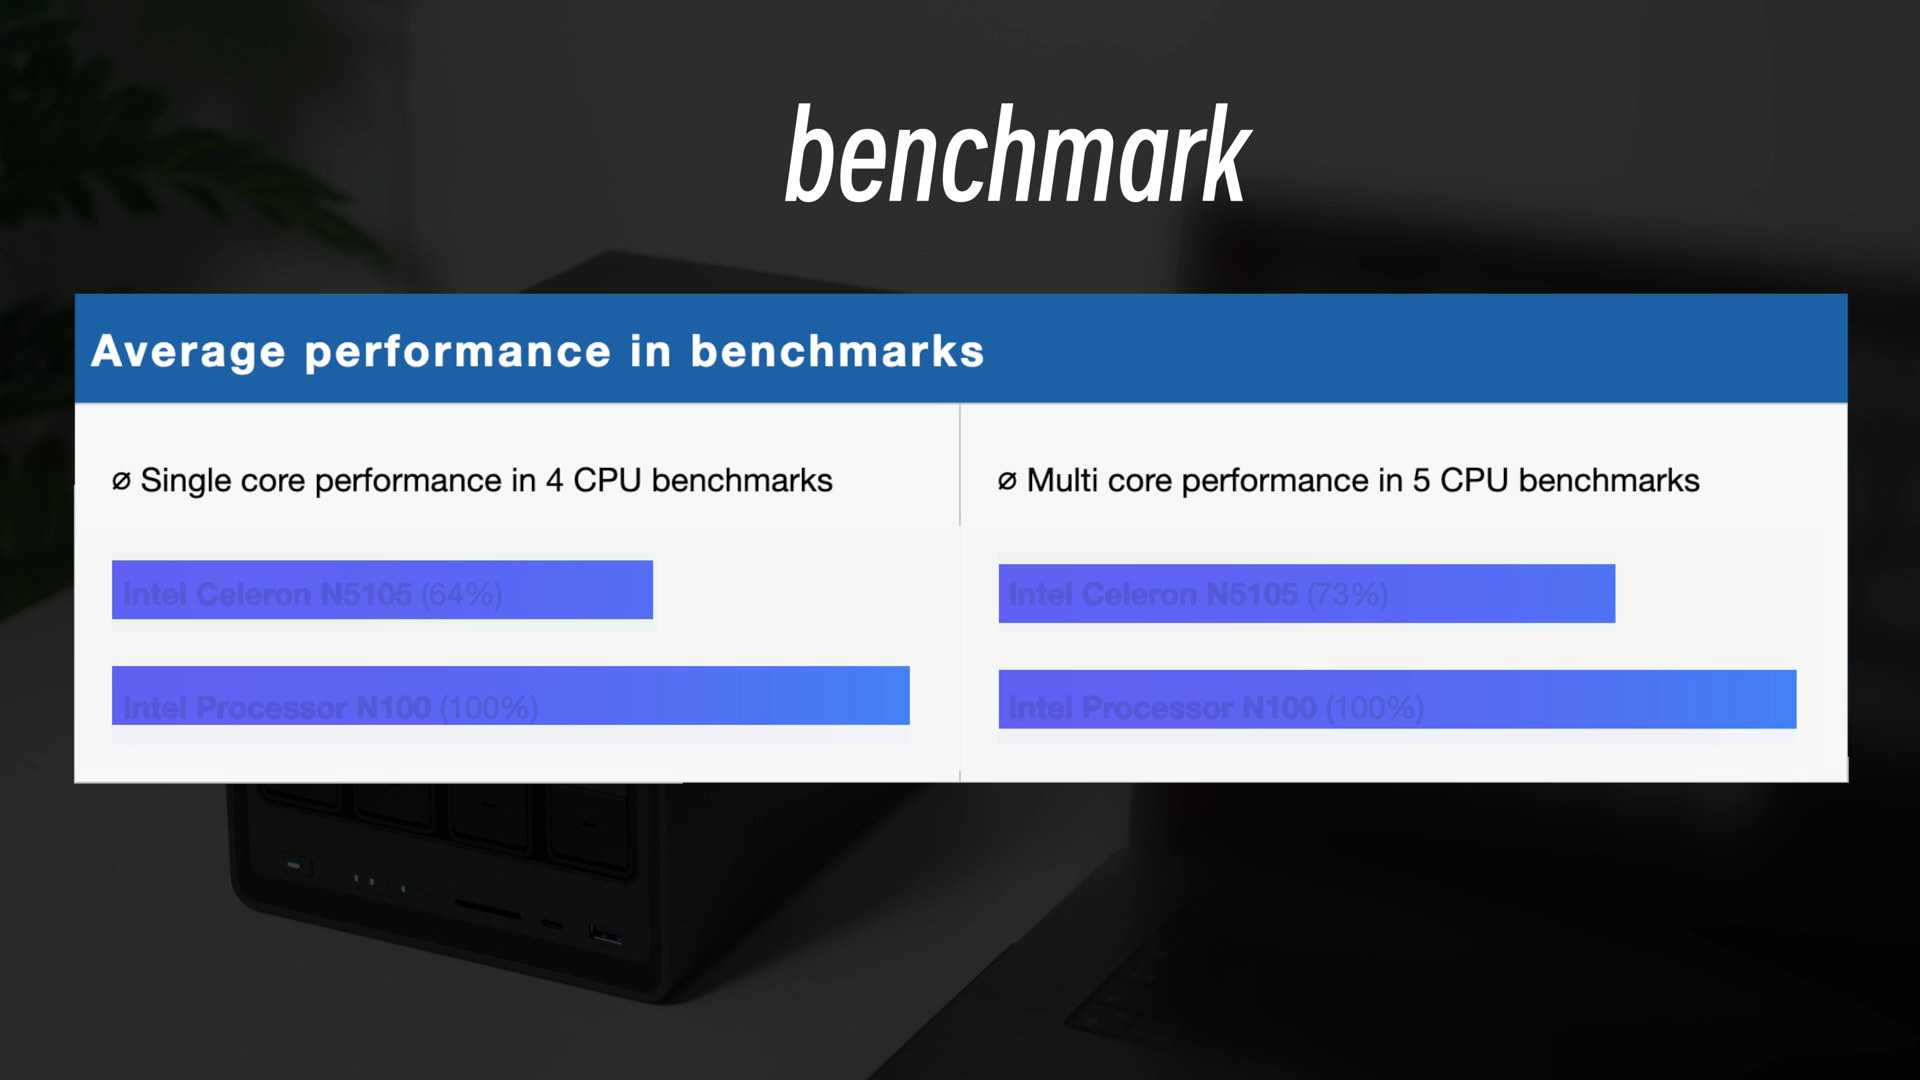 benchmark
Average performance in benchmarks
⌀ Single core performance in 4 CPU benchmarks
Intel Celeron N5105 (64%)
Intel Processor N100 (100%)
⌀ Multi core performance in 5 CPU benchmarks
Intel Celeron N5105 (73%)
Intel Processor N100 (100%)